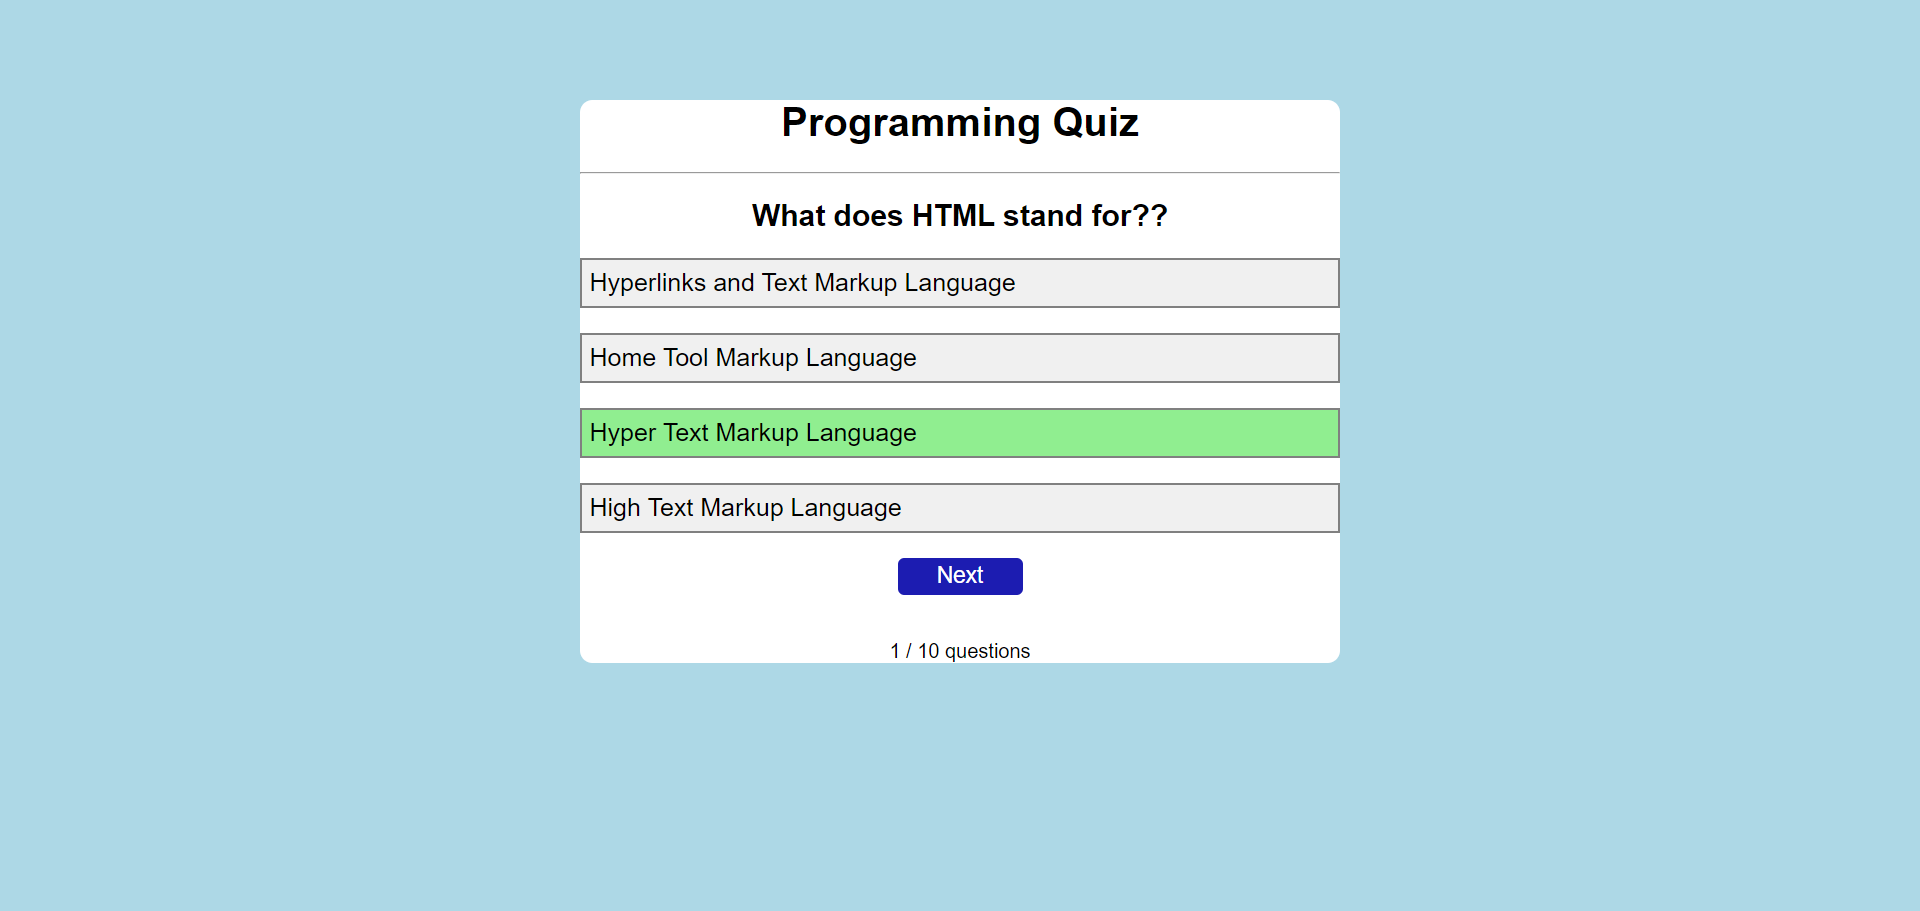 Programming Quiz
What does HTML stand for??
Hyperlinks and Text Markup Language
Home Tool Markup Language
Hyper Text Markup Language
High Text Markup Language
Next
1 / 10 questions